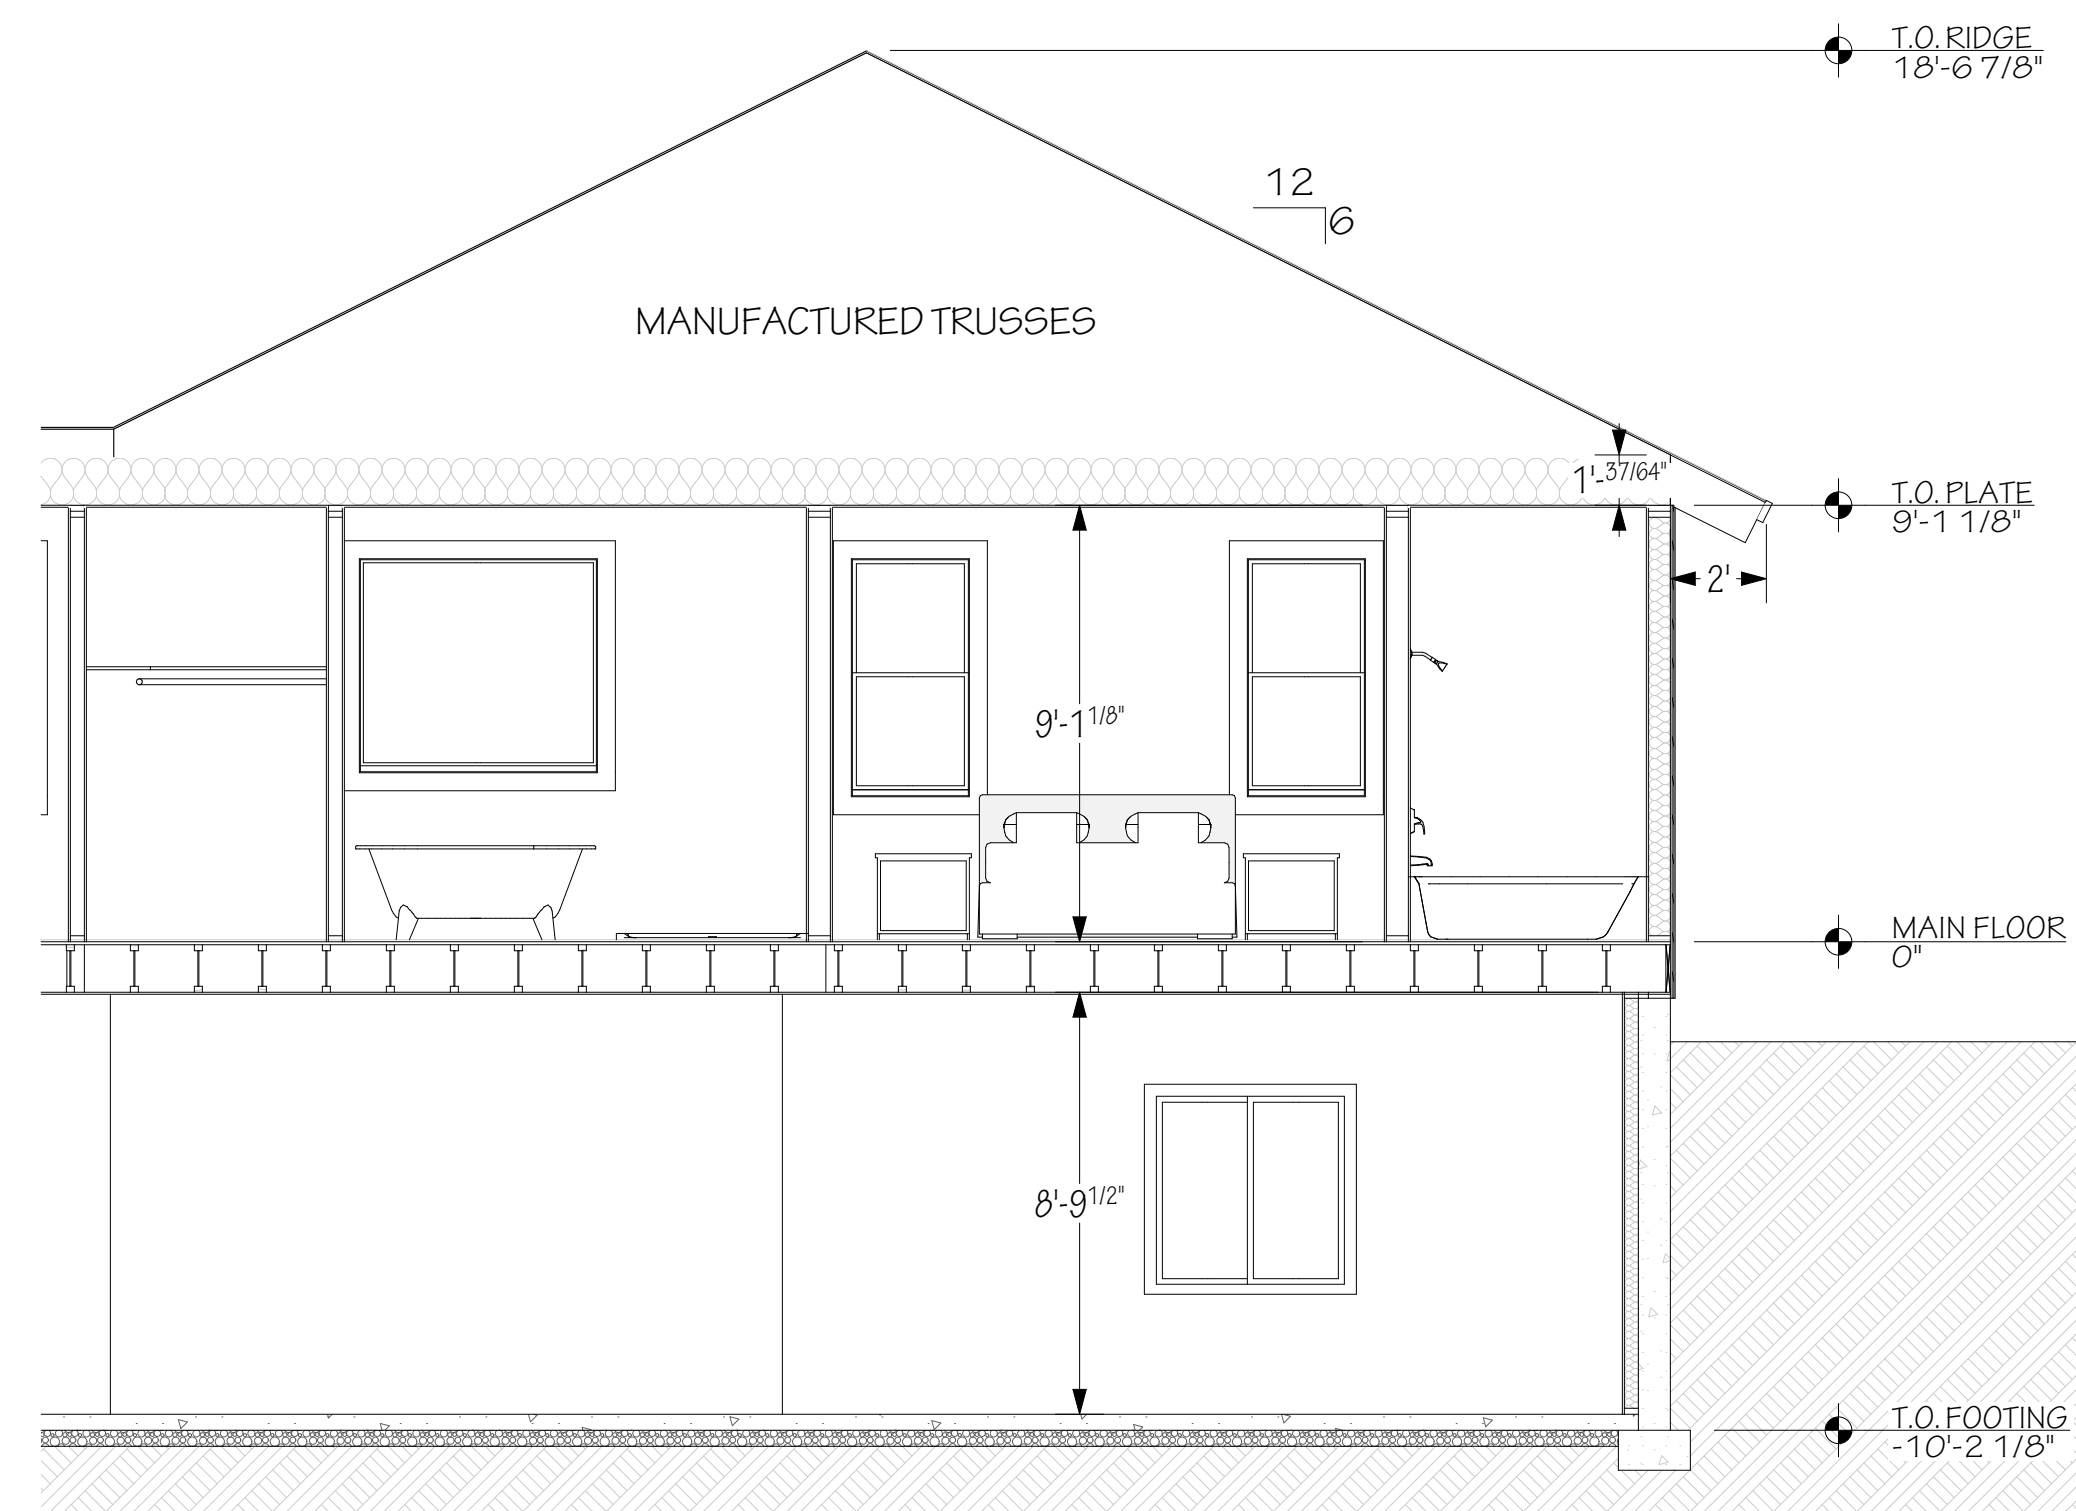 T.O. RIDGE
18'-6 7/8"
12
6
MANUFACTURED TRUSSES
1'-37/64"
T.O. PLATE
9'-1 1/8"
2'
9'-1 1/8"
MAIN FLOOR
0"
8'-9 1/2"
T.O. FOOTING
-10'-2 1/8"